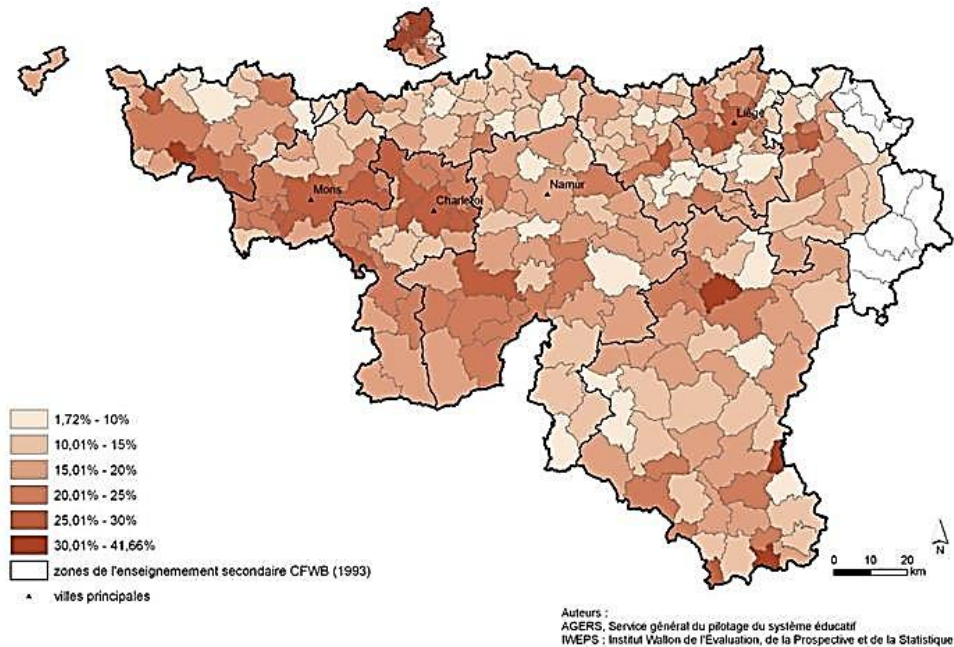 Liège
Mons
Charleroi
Namur
1,72% - 10%
10,01% - 15%
15,01% - 20%
20,01% - 25%
25,01% - 30%
30,01% - 41,66%
zones de l'enseignemement secondaire CFWB (1993)
villes principales
N
0 10 20
km
Auteurs :
AGERS, Service général du pilotage du système éducatif
IWEPS : Institut Wallon de l'Evaluation, de la Prospective et de la Statistique